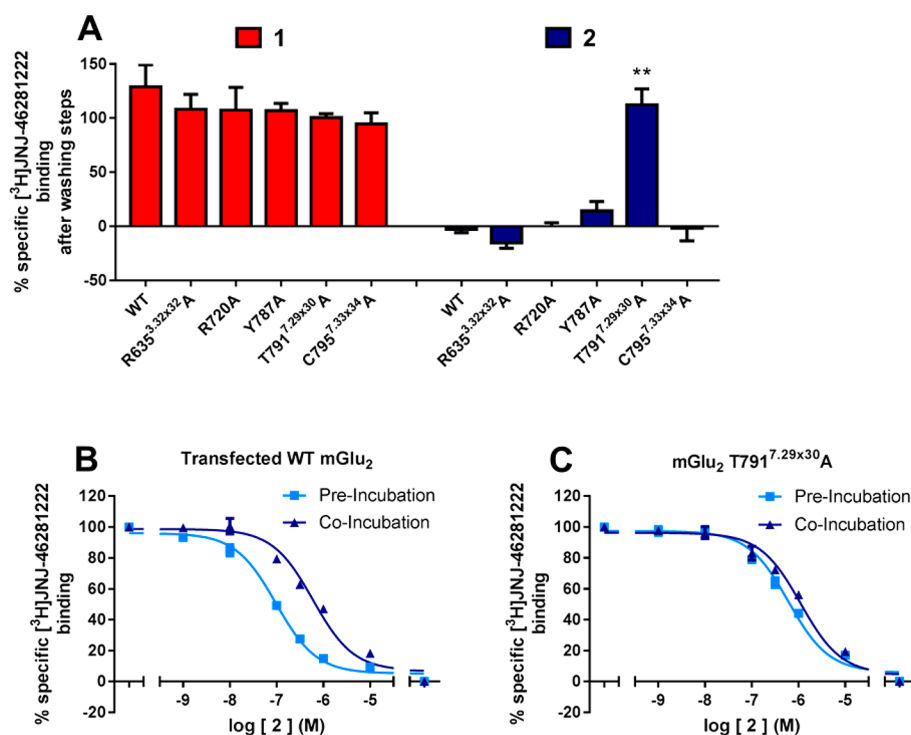 A
1 2
% specific [³H]JNJ-46281222
binding
after washing steps
150
100
50
0
-50
WT R635³·³²ˣ³²A R720A Y787A T791⁷·²⁹ˣ³⁰A C795⁷·³³ˣ³⁴A WT R635³·³²ˣ³²A R720A Y787A T791⁷·²⁹ˣ³⁰A C795⁷·³³ˣ³⁴A
**
B
Transfected WT mGlu₂
Pre-Incubation
Co-Incubation
% specific [³H]JNJ-46281222
binding
120
100
80
60
40
20
0
-20
-9 -8 -7 -6 -5
log [ 2 ] (M)
C
mGlu₂ T791⁷·²⁹ˣ³⁰A
Pre-Incubation
Co-Incubation
% specific [³H]JNJ-46281222
binding
120
100
80
60
40
20
0
-20
-9 -8 -7 -6 -5
log [ 2 ] (M)